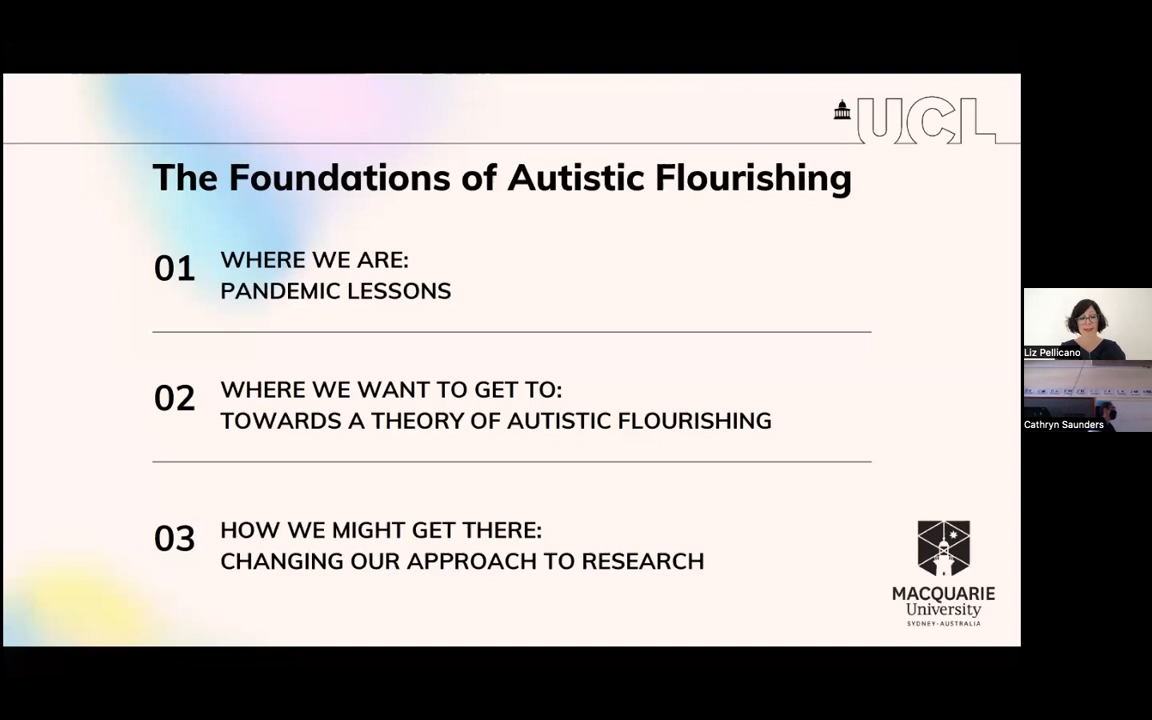 UCL
The Foundations of Autistic Flourishing
01
WHERE WE ARE:
PANDEMIC LESSONS
02
WHERE WE WANT TO GET TO:
TOWARDS A THEORY OF AUTISTIC FLOURISHING
03
HOW WE MIGHT GET THERE:
CHANGING OUR APPROACH TO RESEARCH
MACQUARIE
University
SYDNEY·AUSTRALIA
Liz Pellicano
Cathryn Saunders